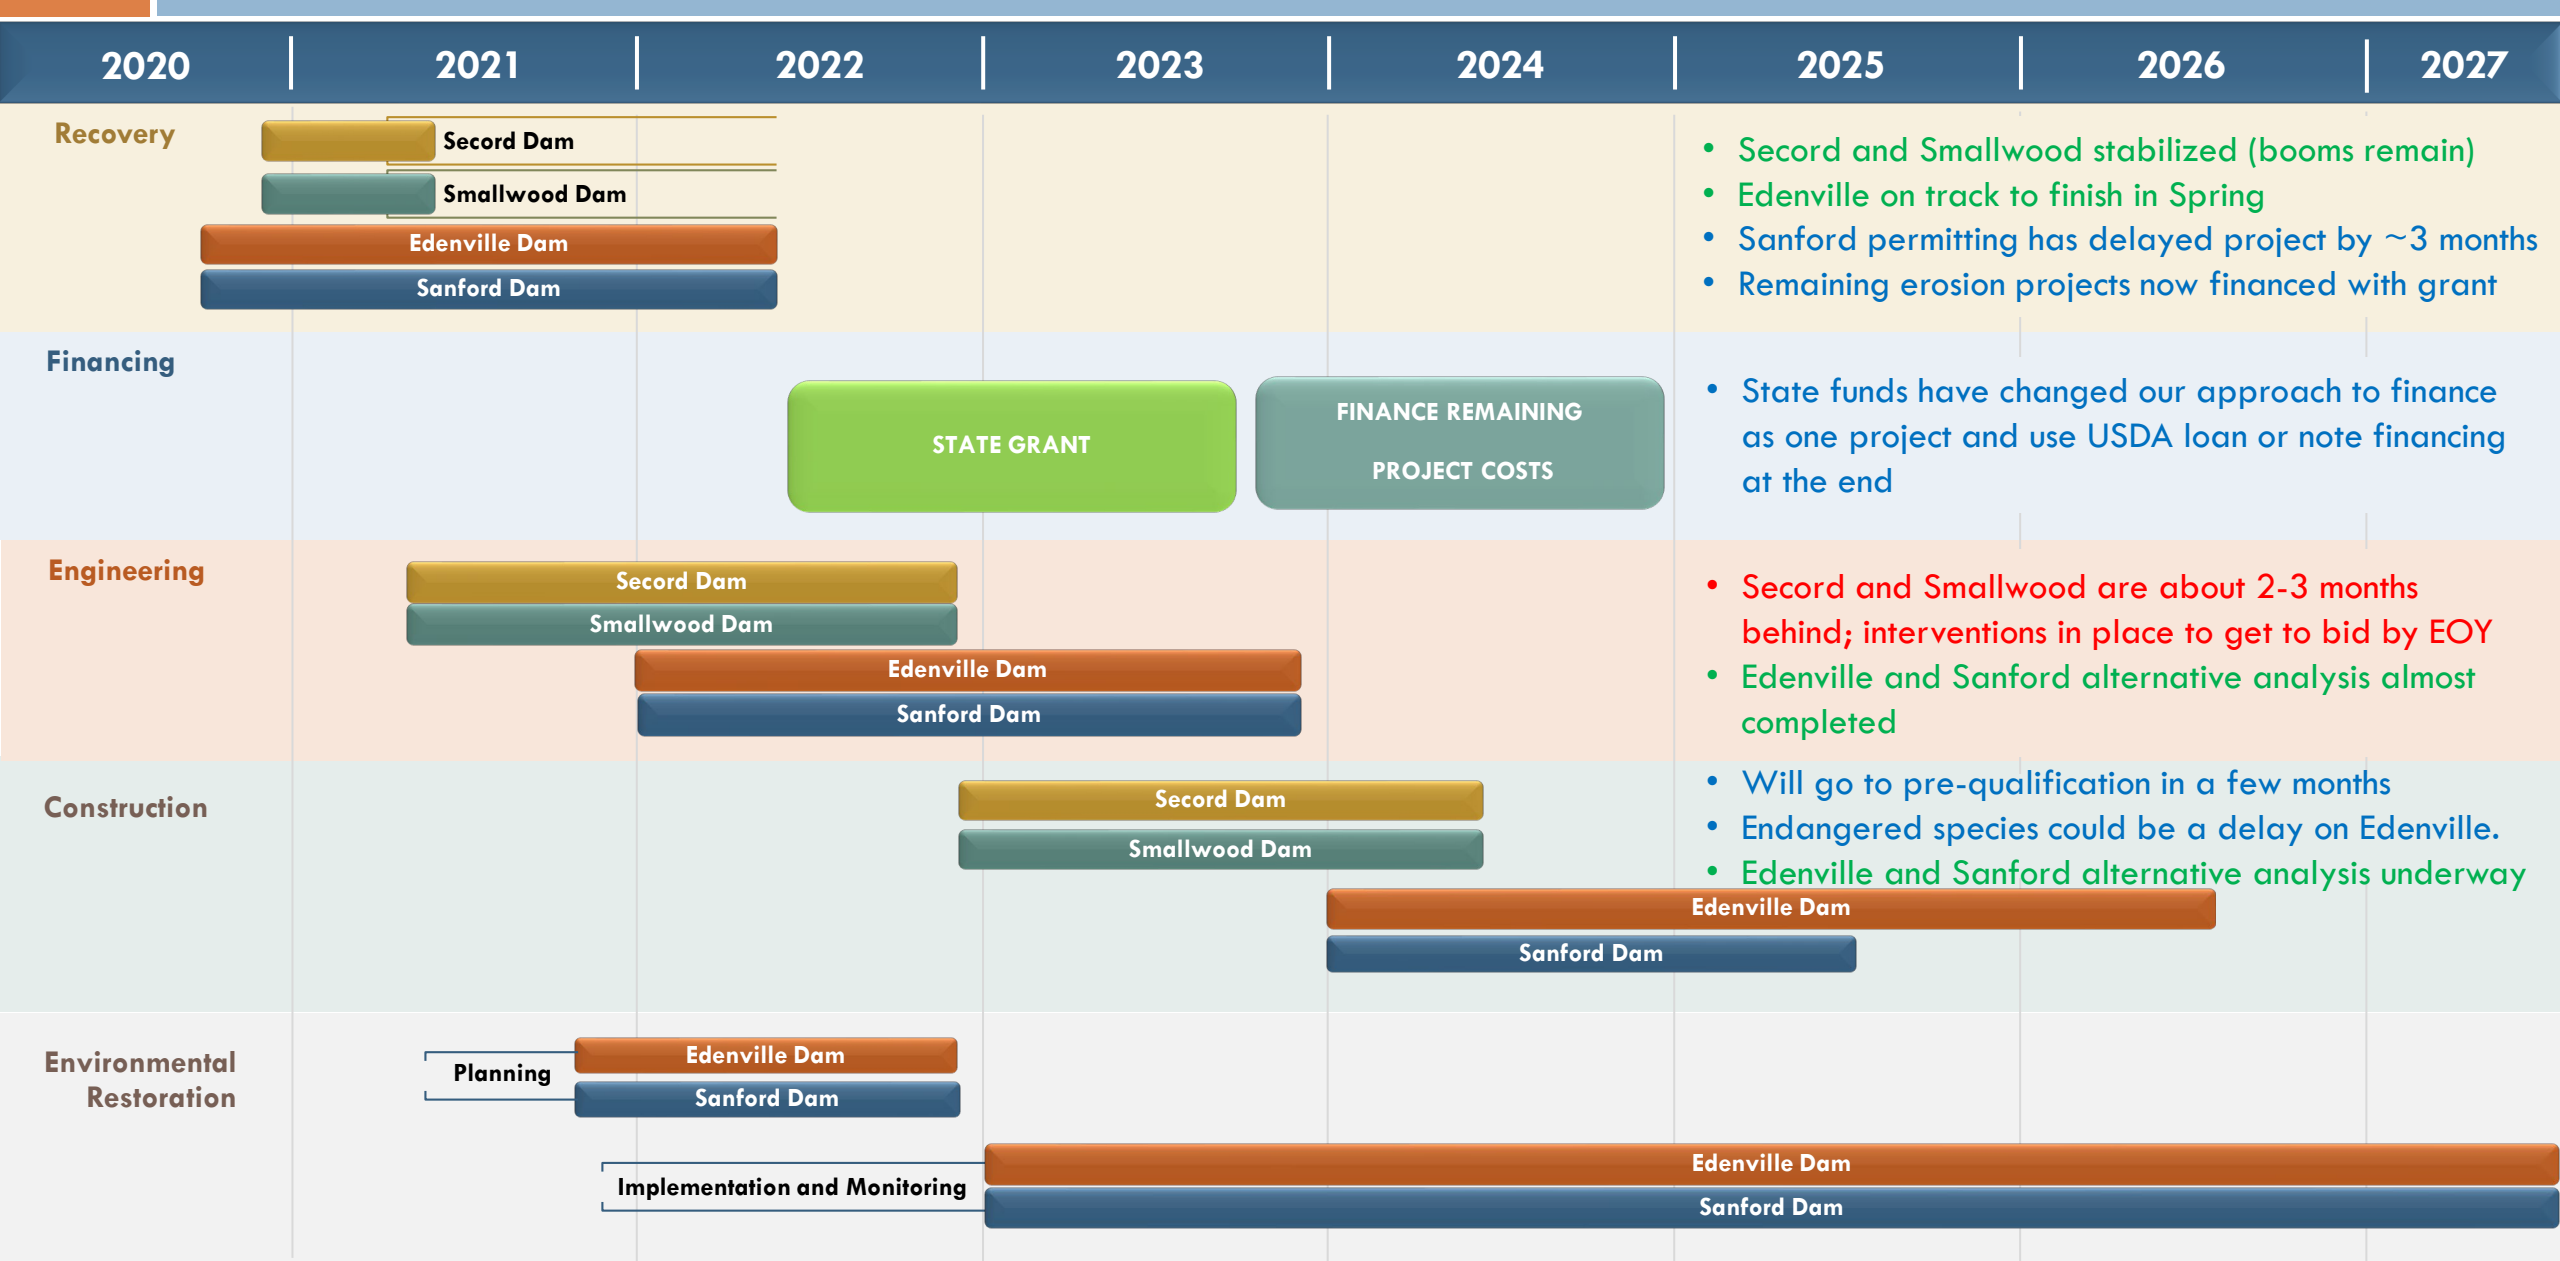 2020 2021 2022 2023 2024 2025 2026 2027
Recovery
Secord Dam
Smallwood Dam
Edenville Dam
Sanford Dam
• Secord and Smallwood stabilized (booms remain)
• Edenville on track to finish in Spring
• Sanford permitting has delayed project by ~3 months
• Remaining erosion projects now financed with grant
Financing
STATE GRANT
FINANCE REMAINING
PROJECT COSTS
• State funds have changed our approach to finance
as one project and use USDA loan or note financing
at the end
Engineering
Secord Dam
Smallwood Dam
Edenville Dam
Sanford Dam
• Secord and Smallwood are about 2-3 months
behind; interventions in place to get to bid by EOY
• Edenville and Sanford alternative analysis almost
completed
Construction
Secord Dam
Smallwood Dam
• Will go to pre-qualification in a few months
• Endangered species could be a delay on Edenville.
• Edenville and Sanford alternative analysis underway
Edenville Dam
Sanford Dam
Environmental
Restoration
Planning
Edenville Dam
Sanford Dam
Implementation and Monitoring
Edenville Dam
Sanford Dam